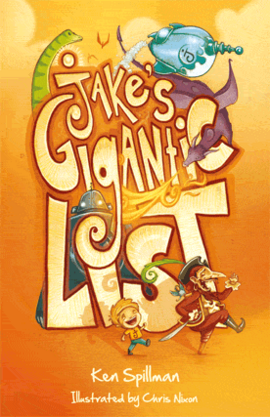 JAKE'S
GIGANTIC
LIST
Ken Spillman
Illustrated by Chris Nixon